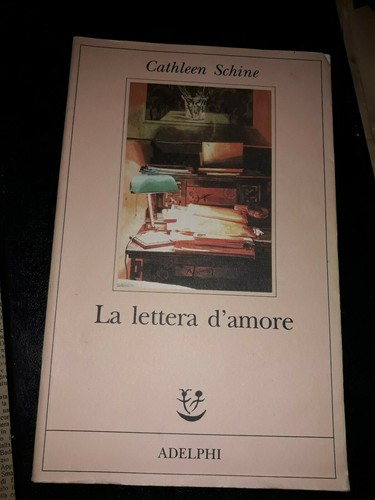 Cathleen Schine
La lettera d'amore
ADELPHI